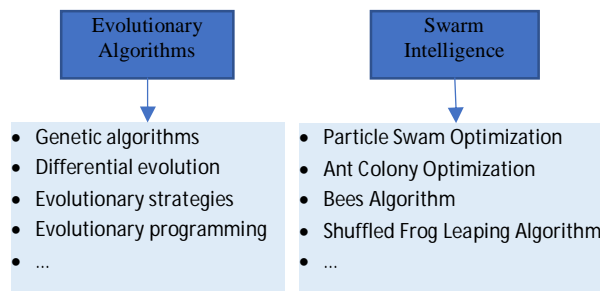 Evolutionary
Algorithms
Swarm
Intelligence
• Genetic algorithms
• Differential evolution
• Evolutionary strategies
• Evolutionary programming
• ...
• Particle Swam Optimization
• Ant Colony Optimization
• Bees Algorithm
• Shuffled Frog Leaping Algorithm
• ...